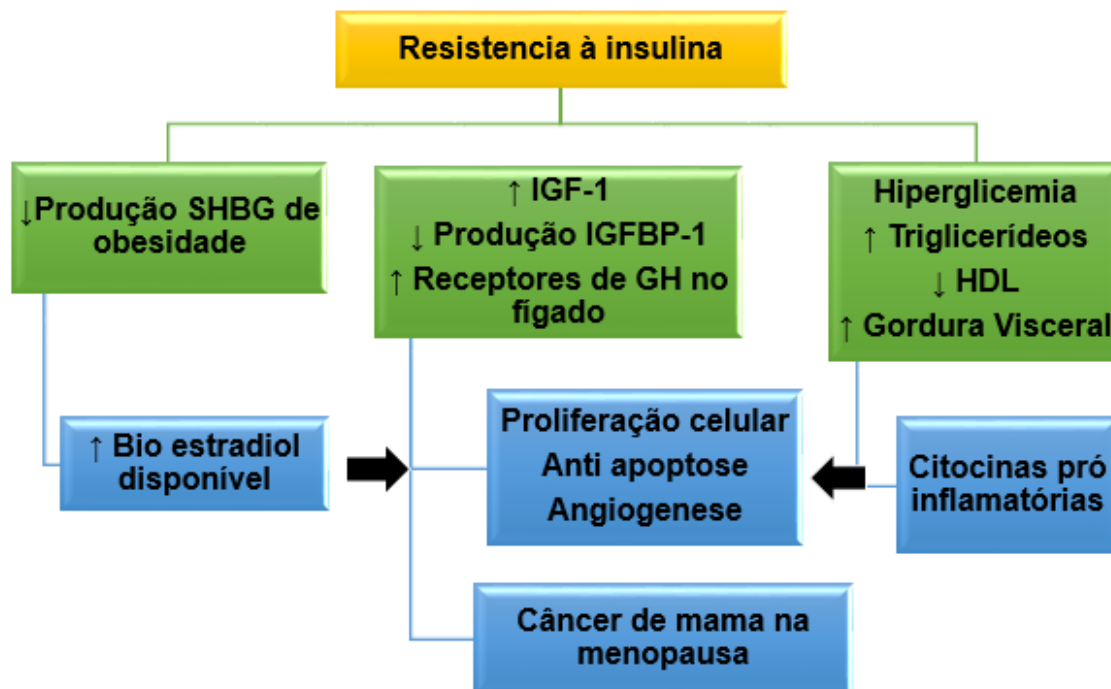 Resistencia à insulina
↓Produção SHBG de
obesidade
↑ IGF-1
↓ Produção IGFBP-1
↑ Receptores de GH no
fígado
Hiperglicemia
↑ Triglicerídeos
↓ HDL
↑ Gordura Visceral
↑ Bio estradiol
disponível
Proliferação celular
Anti apoptose
Angiogenese
Citocinas pró
inflamatórias
Câncer de mama na
menopausa